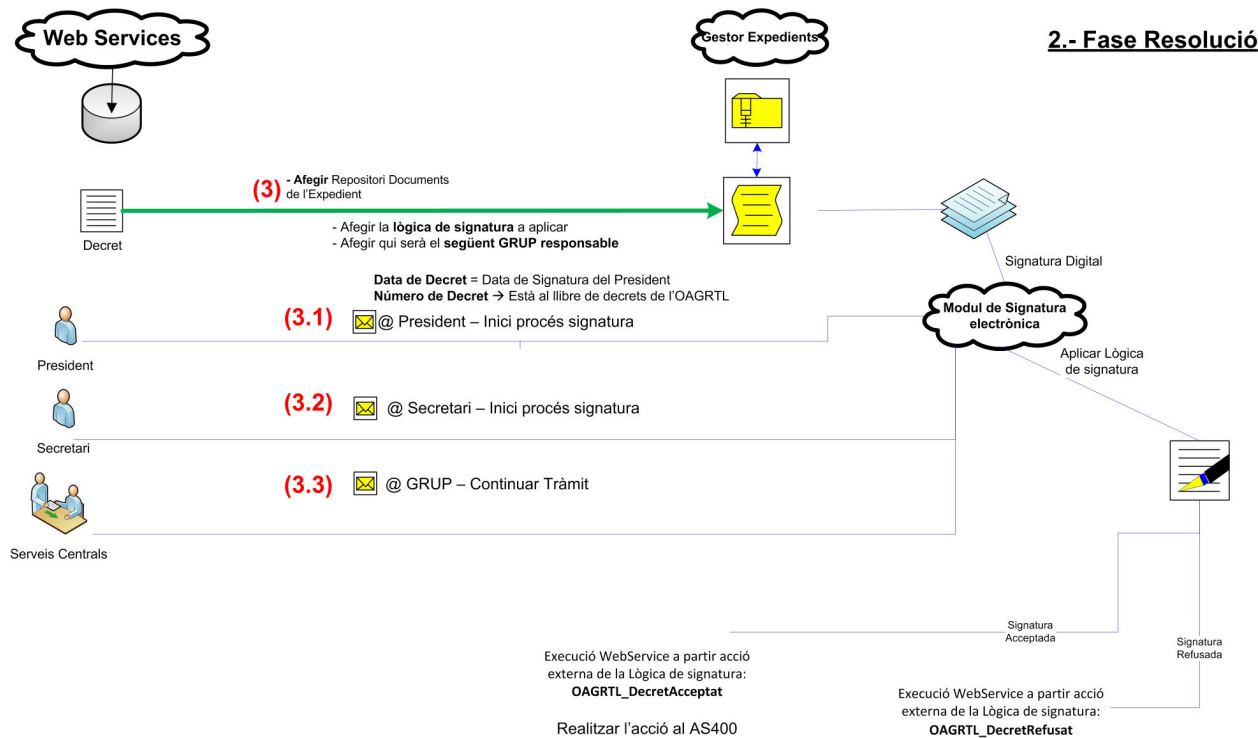 Web Services
Gestor Expedients
2.- Fase Resolució
(3)
- Afegir Repositori Documents
de l'Expedient
Decret
- Afegir la lògica de signatura a aplicar
- Afegir qui serà el següent GRUP responsable
Signatura Digital
Data de Decret = Data de Signatura del President
Número de Decret → Està al llibre de decrets de l'OAGRTL
Modul de Signatura
electrònica
(3.1)
@ President – Inici procés signatura
President
Aplicar Lògica
de signatura
(3.2)
@ Secretari – Inici procés signatura
Secretari
(3.3)
@ GRUP – Continuar Tràmit
Serveis Centrals
Signatura
Acceptada
Signatura
Refusada
Execució WebService a partir acció
externa de la Lògica de signatura:
OAGRTL_DecretAcceptat
Realitzar l'acció al AS400
Execució WebService a partir acció
externa de la Lògica de signatura:
OAGRTL_DecretRefusat